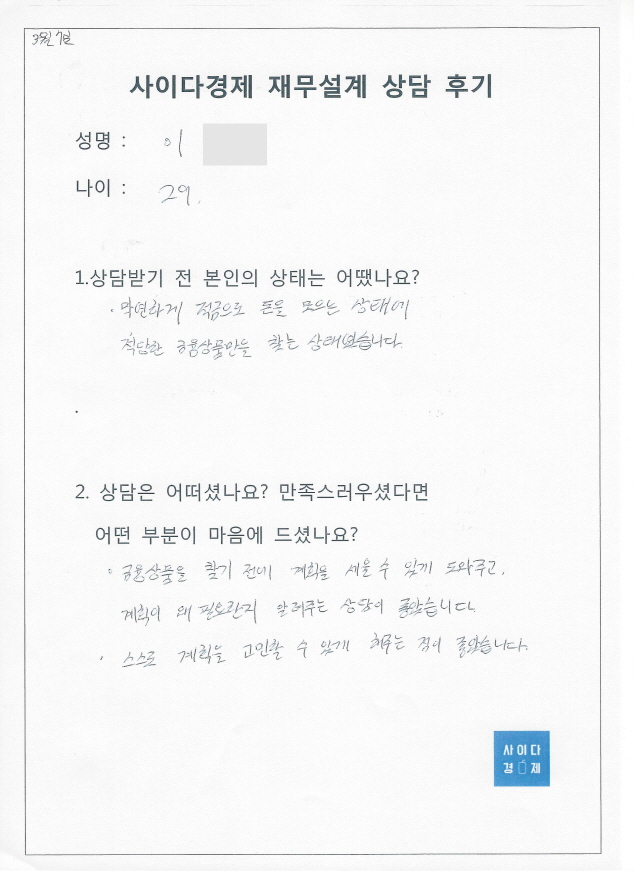 3월 7일
사이다경제 재무설계 상담 후기
성명 : 이
나이 : 29.
1.상담받기 전 본인의 상태는 어땠나요?
· 막연하게 적금으로 돈을 모으는 상태에
적당한 금융상품만을 찾는 상태였습니다.
2. 상담은 어떠셨나요? 만족스러우셨다면
어떤 부분이 마음에 드셨나요?
· 금융상품을 찾기 전에 계획을 세울 수 있게 도와주고,
계획이 왜 필요한지 알려주는 상담이 좋았습니다.
· 스스로 계획을 고민할 수 있게 해주는 점이 좋았습니다.
사이다
경제